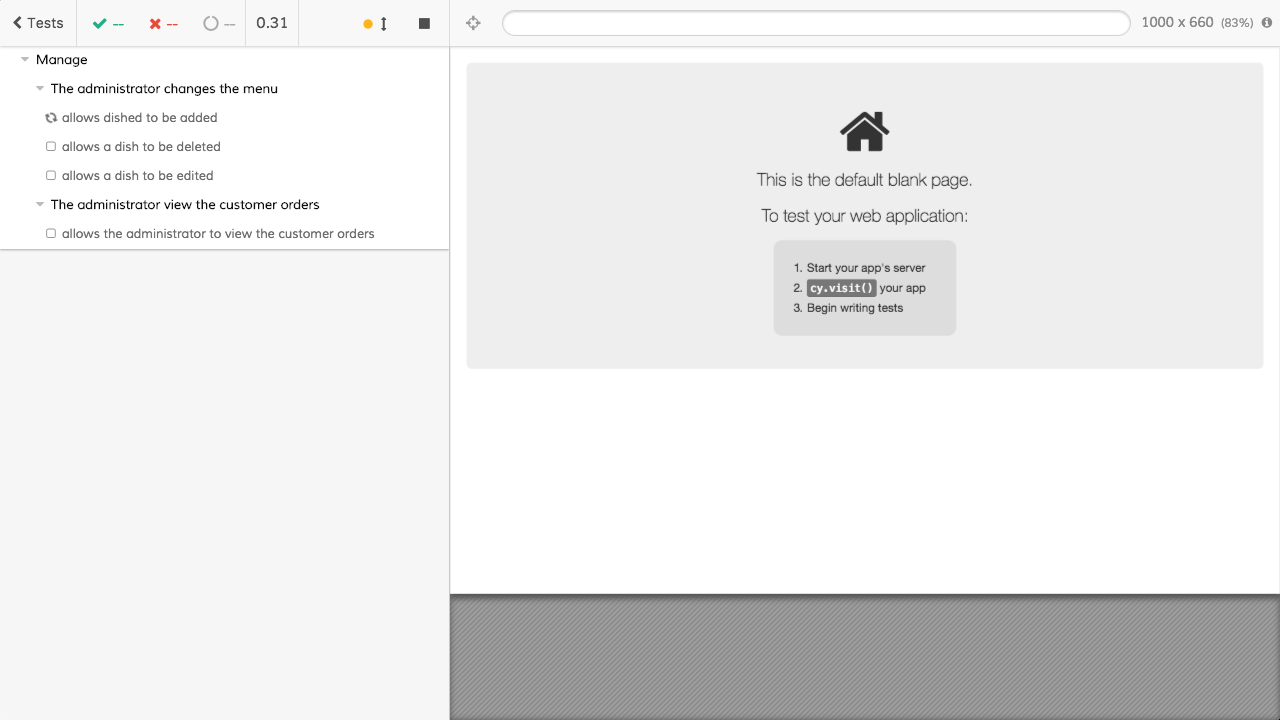 Tests -- -- -- 0.31 1000 x 660 (83%)
Manage
The administrator changes the menu
allows dished to be added
allows a dish to be deleted
allows a dish to be edited
The administrator view the customer orders
allows the administrator to view the customer orders
This is the default blank page.
To test your web application:
1. Start your app's server
2. cy.visit() your app
3. Begin writing tests